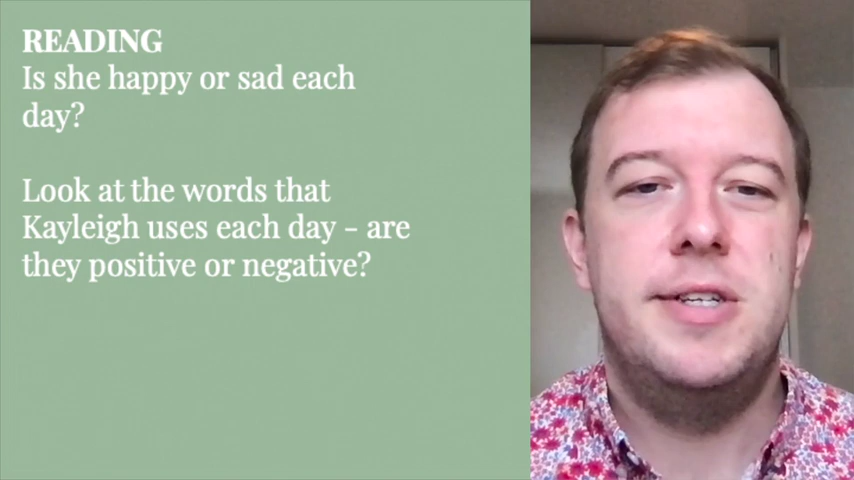 READING
Is she happy or sad each
day?
Look at the words that
Kayleigh uses each day - are
they positive or negative?